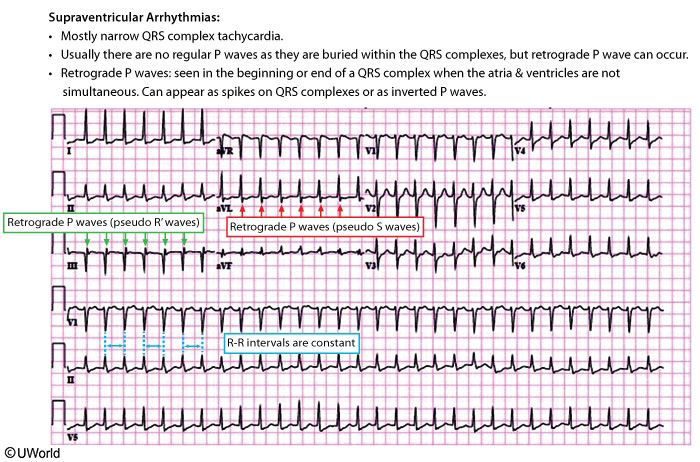 Supraventricular Arrhythmias:
• Mostly narrow QRS complex tachycardia.
• Usually there are no regular P waves as they are buried within the QRS complexes, but retrograde P wave can occur.
• Retrograde P waves: seen in the beginning or end of a QRS complex when the atria & ventricles are not
simultaneous. Can appear as spikes on QRS complexes or as inverted P waves.
I aVR V1 V4
II aVL V2 V5
Retrograde P waves (pseudo R' waves)
Retrograde P waves (pseudo S waves)
III aVF V3 V6
V1
R-R intervals are constant
II
V5
©UWorld